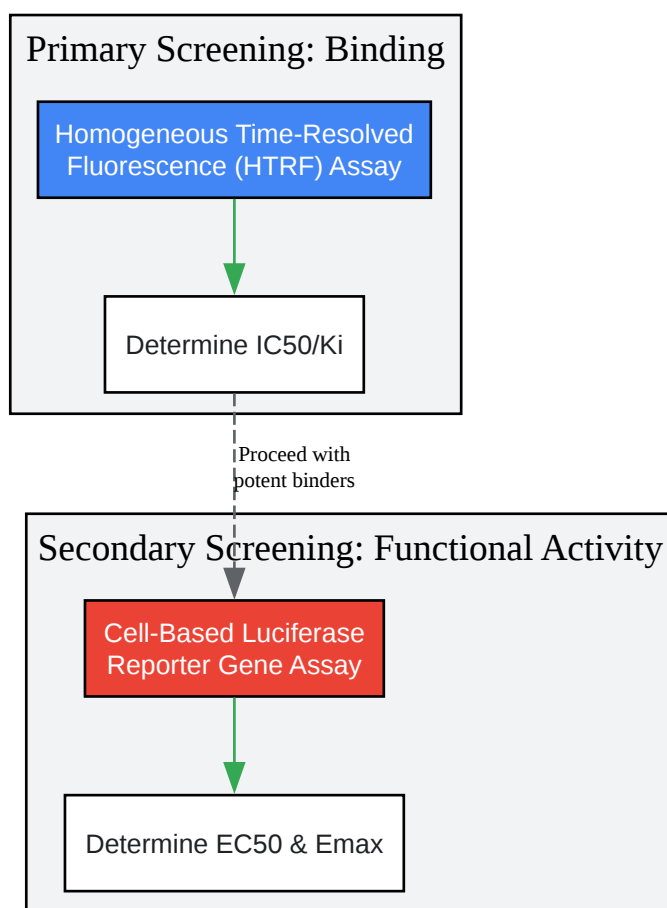 Primary Screening: Binding
Homogeneous Time-Resolved
Fluorescence (HTRF) Assay
Determine IC50/Ki
Proceed with
potent binders
Secondary Screening: Functional Activity
Cell-Based Luciferase
Reporter Gene Assay
Determine EC50 & Emax